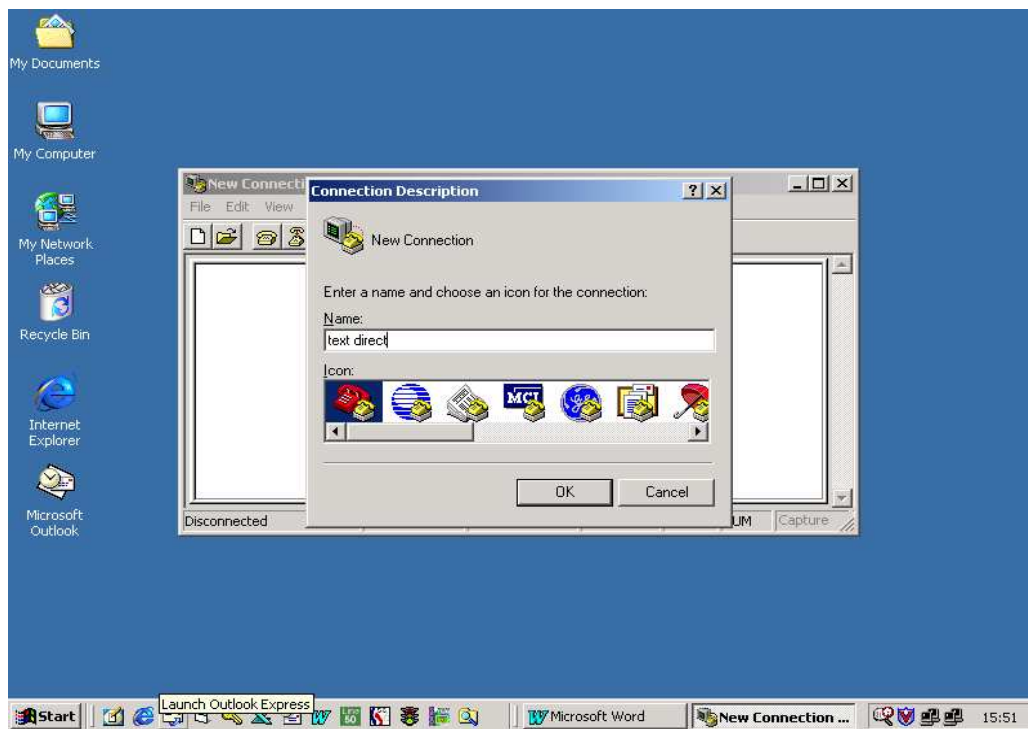 My Documents
My Computer
My Network
Places
Recycle Bin
Internet
Explorer
Microsoft
Outlook
New Connecti
File Edit View
Connection Description
New Connection
Enter a name and choose an icon for the connection:
Name:
text direct
Icon:
MCI
OK Cancel
Disconnected
UM Capture
Launch Outlook Express
Start
Microsoft Word
New Connection ...
15:51